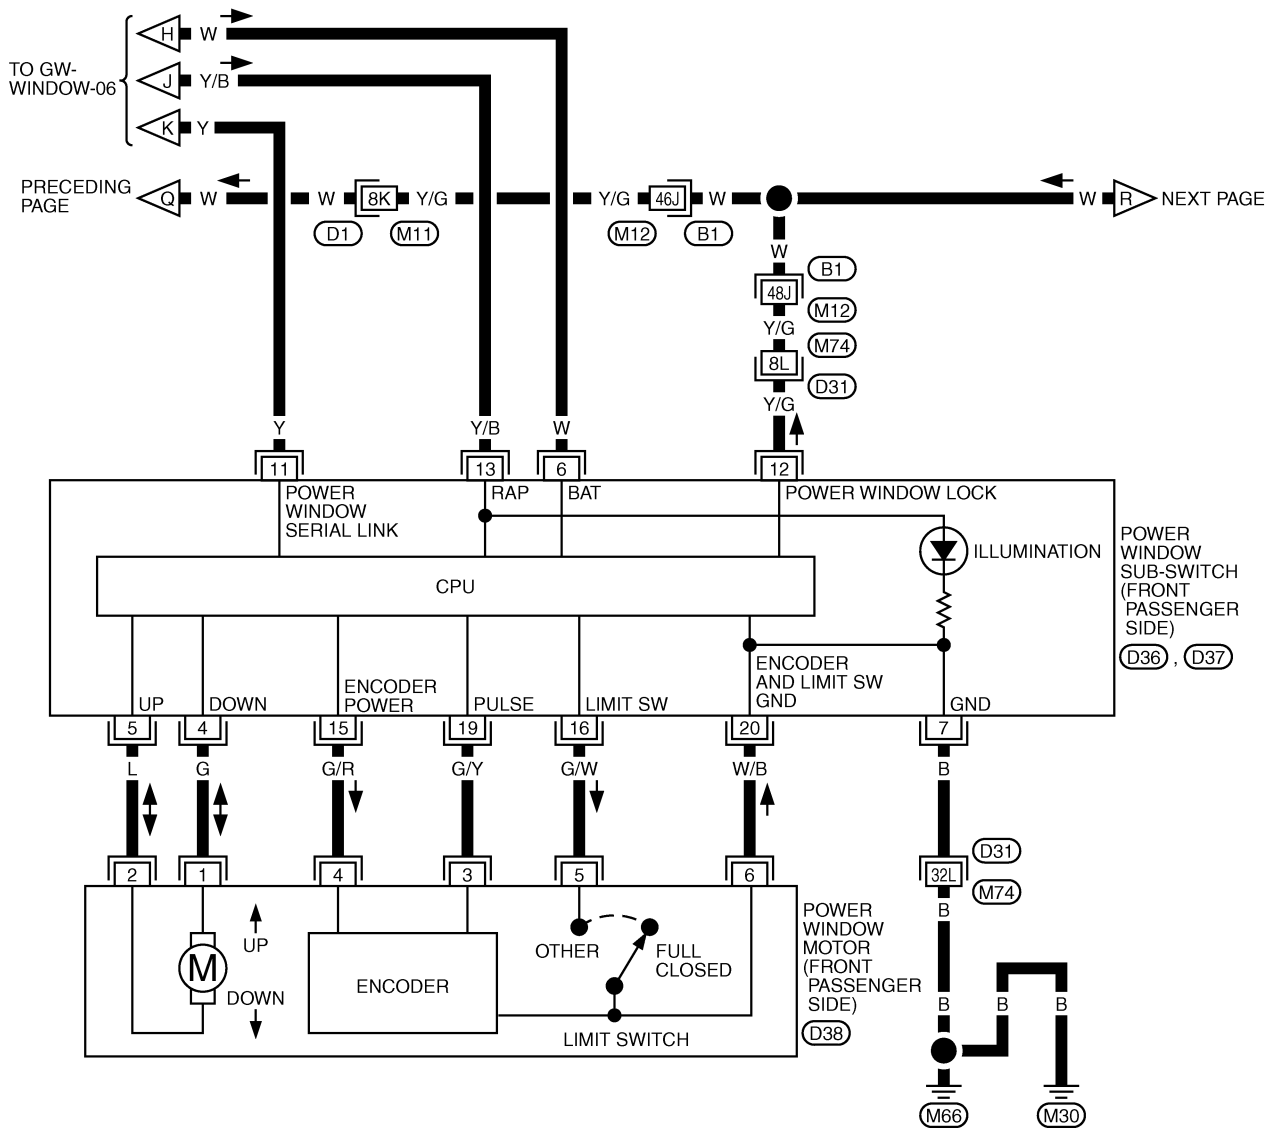 H W
TO GW-
WINDOW-06
J Y/B
K Y
PRECEDING
PAGE
Q W W 8K Y/G Y/G 46J W W R NEXT PAGE
D1 M11 M12 B1
W
B1
48J
M12
Y/G
M74
8L
D31
Y/G
Y Y/B W
11 13 6 12
POWER
WINDOW
SERIAL LINK
RAP
BAT
POWER WINDOW LOCK
ILLUMINATION
CPU
POWER
WINDOW
SUB-SWITCH
(FRONT
PASSENGER
SIDE)
D36 , D37
UP
DOWN
ENCODER
POWER
PULSE
LIMIT SW
ENCODER
AND LIMIT SW
GND
GND
5 4 15 19 16 20 7
L G G/R G/Y G/W W/B B
D31
2 1 4 3 5 6 32L
M74
B
UP
M
DOWN
ENCODER
OTHER
FULL
CLOSED
LIMIT SWITCH
POWER
WINDOW
MOTOR
(FRONT
PASSENGER
SIDE)
D38
B B B
M66 M30